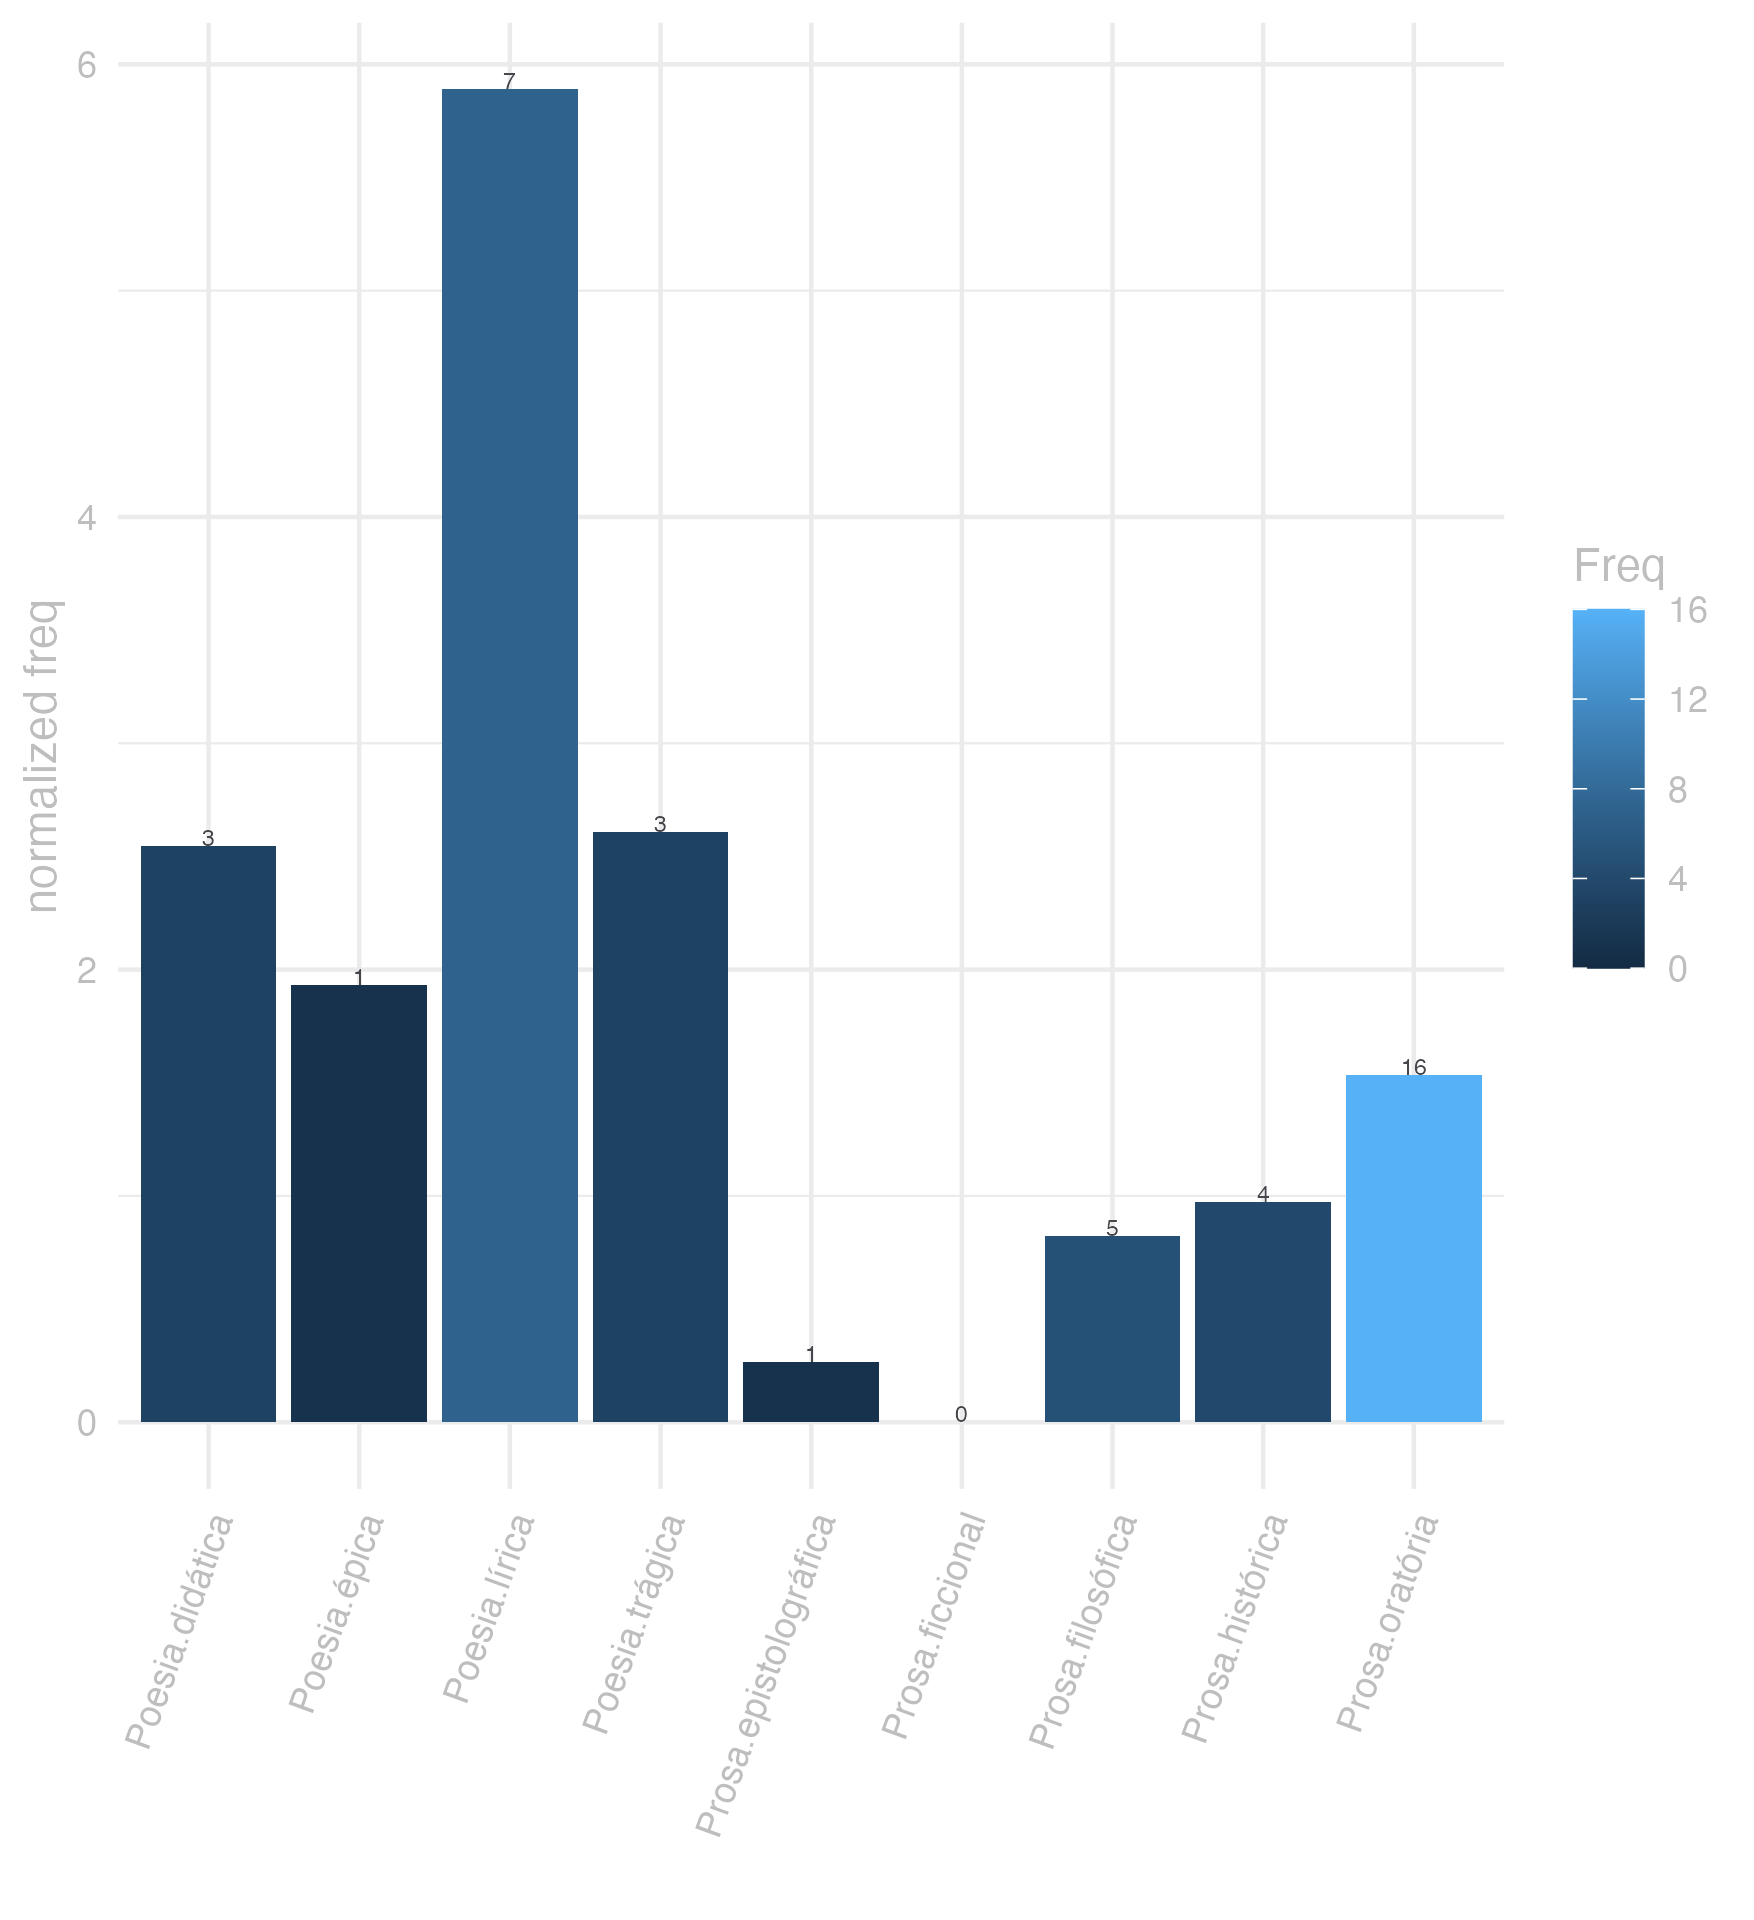 6
4
2
0
normalized freq
3
1
7
3
1
0
5
4
16
Poesia.didática
Poesia.épica
Poesia.lírica
Poesia.trágica
Prosa.epistolográfica
Prosa.ficcional
Prosa.filosófica
Prosa.histórica
Prosa.oratória
Freq
16
12
8
4
0